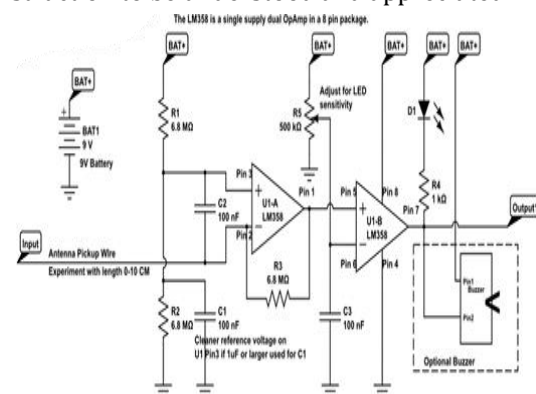 The LM358 is a single supply dual OpAmp in a 8 pin package.
BAT+
BAT+
BAT+
BAT+
BAT+
BAT+
Adjust for LED
sensitivity
R1
6.8 MΩ
R5
500 kΩ
D1
+
BAT1
9 V
9V Battery
Pin 3
Pin 1
Pin 5
Pin 8
R4
1 kΩ
C2
100 nF
+
U1-A
LM358
−
+
U1-B
LM358
−
Pin 7
Output
Input
Pin 2
Antenna Pickup Wire
Experiment with length 0-10 CM
R3
6.8 MΩ
Pin 6
Pin 4
Buzzer
Pin1
Pin2
R2
6.8 MΩ
C1
100 nF
C3
100 nF
Cleaner reference voltage on
U1 Pin3 if 1uF or larger used for C1
Optional Buzzer